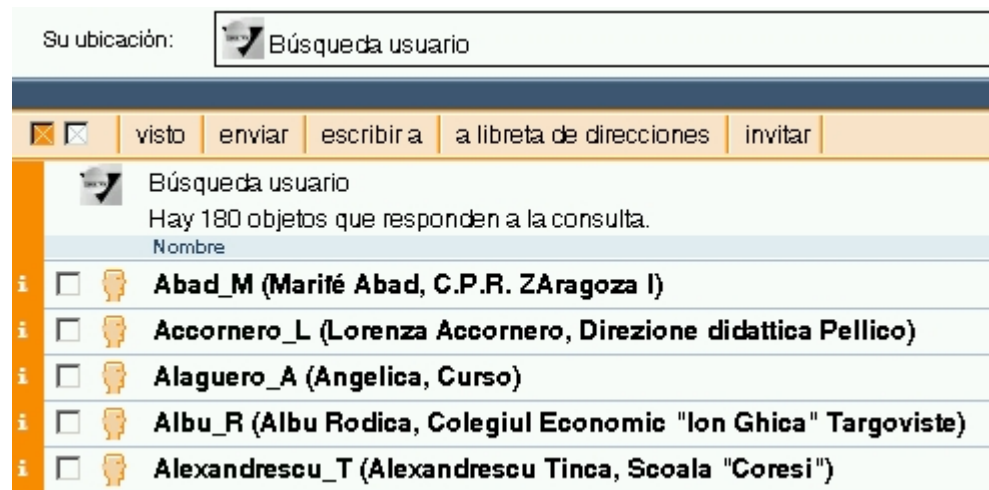 Su ubicación: Búsqueda usuario
visto enviar escribir a a libreta de direcciones invitar
Búsqueda usuario
Hay 180 objetos que responden a la consulta.
Nombre
i Abad_M (Marité Abad, C.P.R. ZAragoza I)
i Accornero_L (Lorenza Accornero, Direzione didattica Pellico)
i Alaguero_A (Angelica, Curso)
i Albu_R (Albu Rodica, Colegiul Economic "Ion Ghica" Targoviste)
i Alexandrescu_T (Alexandrescu Tinca, Scoala "Coresi")